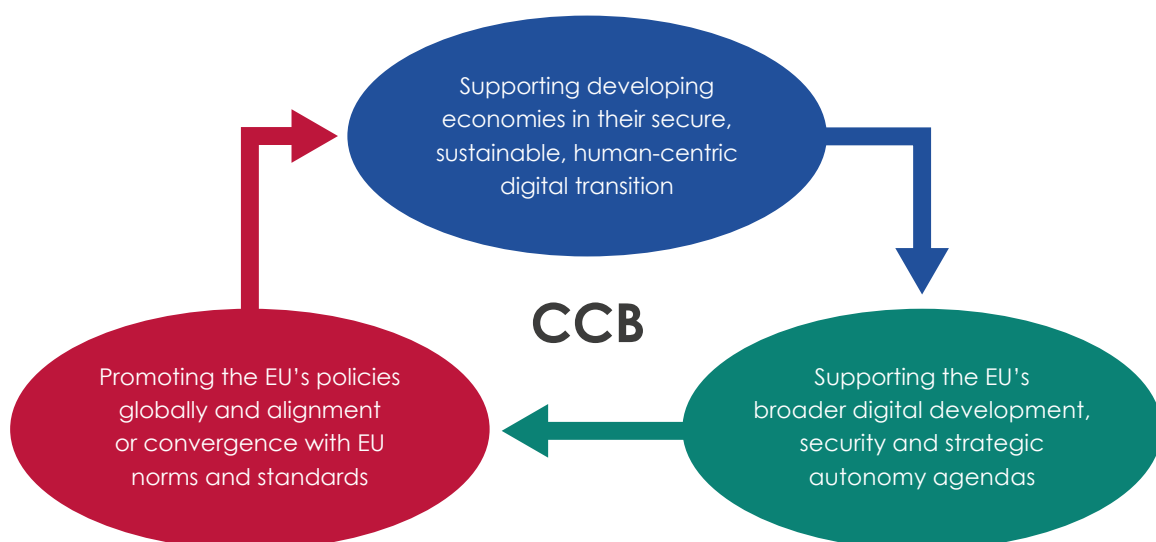 Supporting developing
economies in their secure,
sustainable, human-centric
digital transition
CCB
Promoting the EU’s policies
globally and alignment
or convergence with EU
norms and standards
Supporting the EU’s
broader digital development,
security and strategic
autonomy agendas